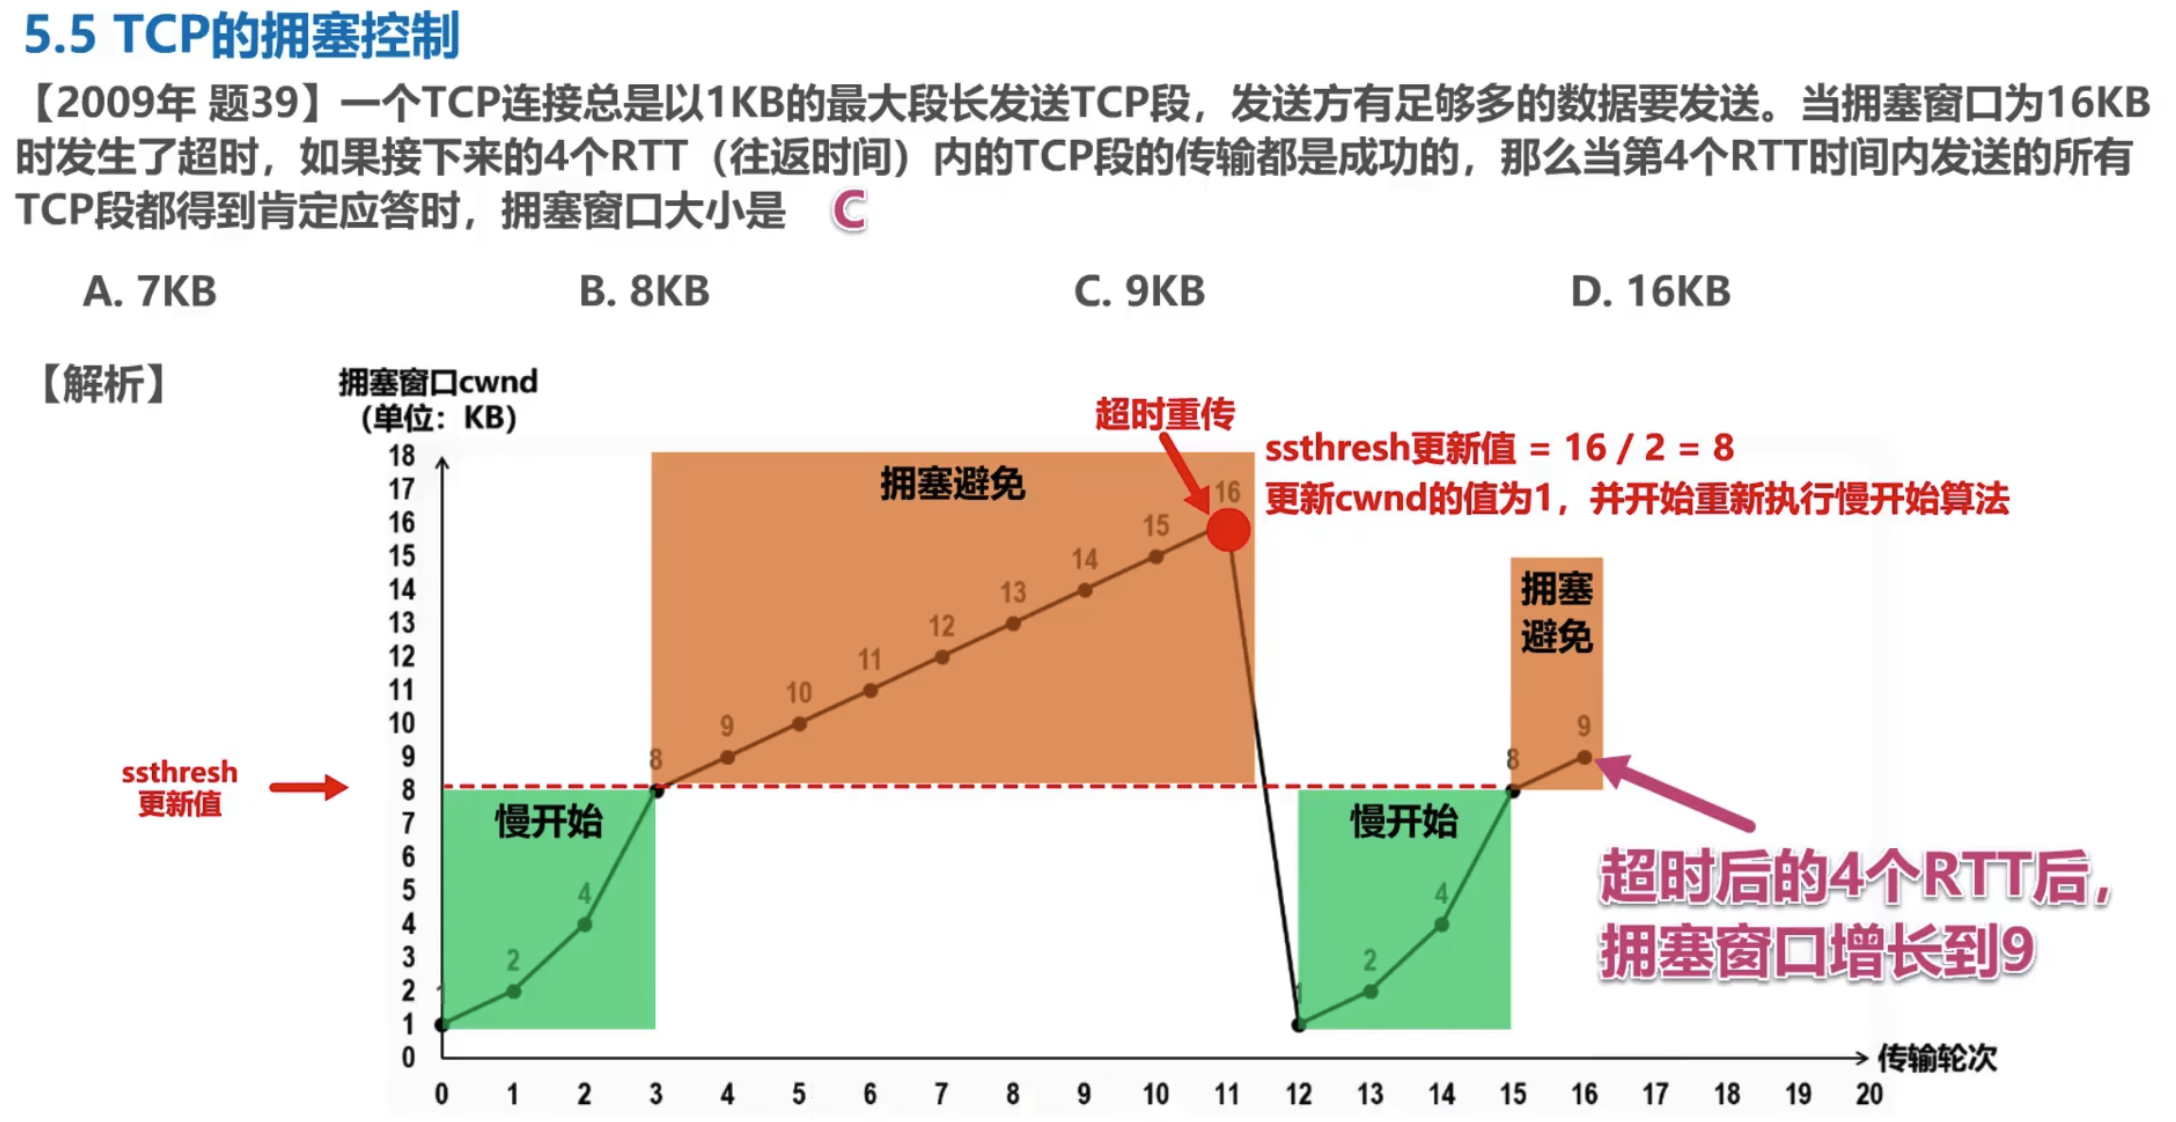 5.5 TCP的拥塞控制
【2009年 题39】一个TCP连接总是以1KB的最大段长发送TCP段，发送方有足够多的数据要发送。当拥塞窗口为16KB
时发生了超时，如果接下来的4个RTT（往返时间）内的TCP段的传输都是成功的，那么当第4个RTT时间内发送的所有
TCP段都得到肯定应答时，拥塞窗口大小是 C
A. 7KB B. 8KB C. 9KB D. 16KB
【解析】
拥塞窗口cwnd
(单位：KB)
超时重传
ssthresh更新值 = 16 / 2 = 8
更新cwnd的值为1，并开始重新执行慢开始算法
18
17
16
15
14
13
12
11
10
9
8
7
6
5
4
3
2
1
0
拥塞避免
16
15
14
13
12
11
10
9
8
慢开始
4
2
ssthresh
更新值
拥塞
避免
9
8
慢开始
4
2
1
超时后的4个RTT后，
拥塞窗口增长到9
传输轮次
0 1 2 3 4 5 6 7 8 9 10 11 12 13 14 15 16 17 18 19 20